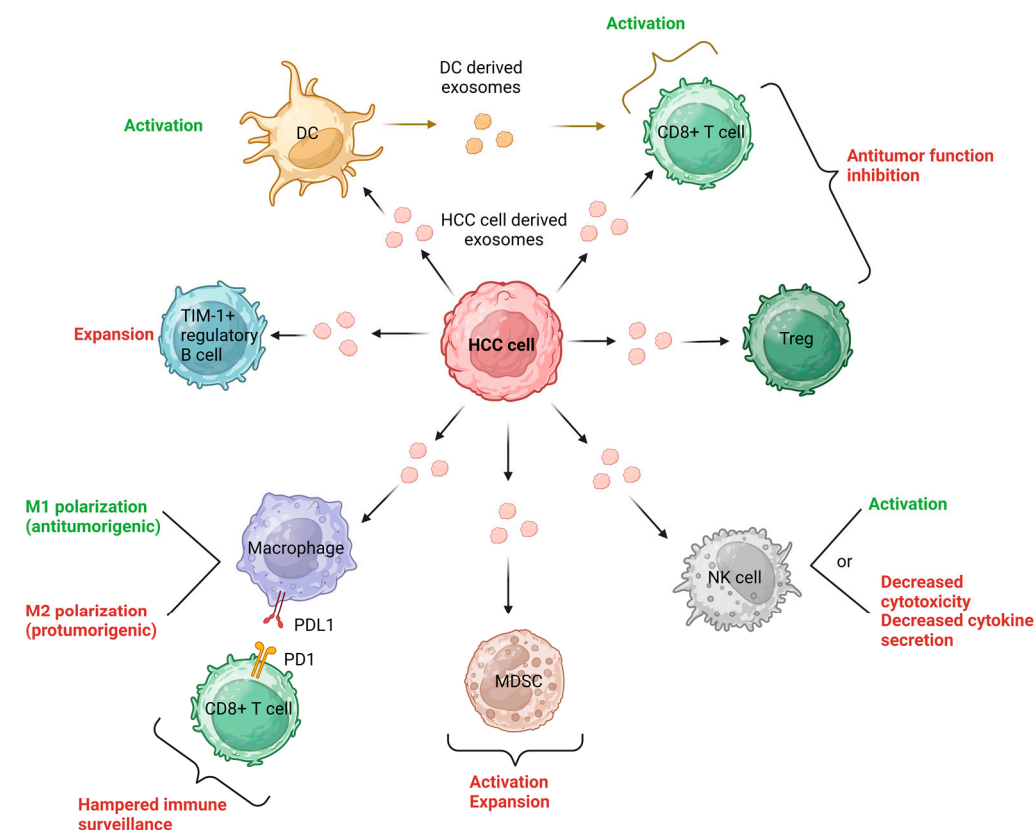 Activation
DC derived
exosomes
Activation
DC
CD8+ T cell
Antitumor function
inhibition
HCC cell derived
exosomes
Expansion
TIM-1+
regulatory
B cell
HCC cell
Treg
M1 polarization
(antitumorigenic)
Macrophage
M2 polarization
(protumorigenic)
PDL1
PD1
CD8+ T cell
Hampered immune
surveillance
MDSC
Activation
Expansion
NK cell
Activation
or
Decreased
cytotoxicity
Decreased cytokine
secretion